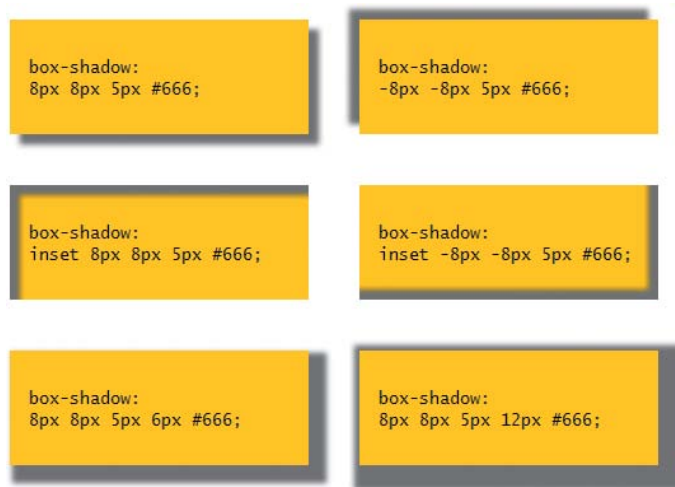 box-shadow:
8px 8px 5px #666;
box-shadow:
-8px -8px 5px #666;
box-shadow:
inset 8px 8px 5px #666;
box-shadow:
inset -8px -8px 5px #666;
box-shadow:
8px 8px 5px 6px #666;
box-shadow:
8px 8px 5px 12px #666;